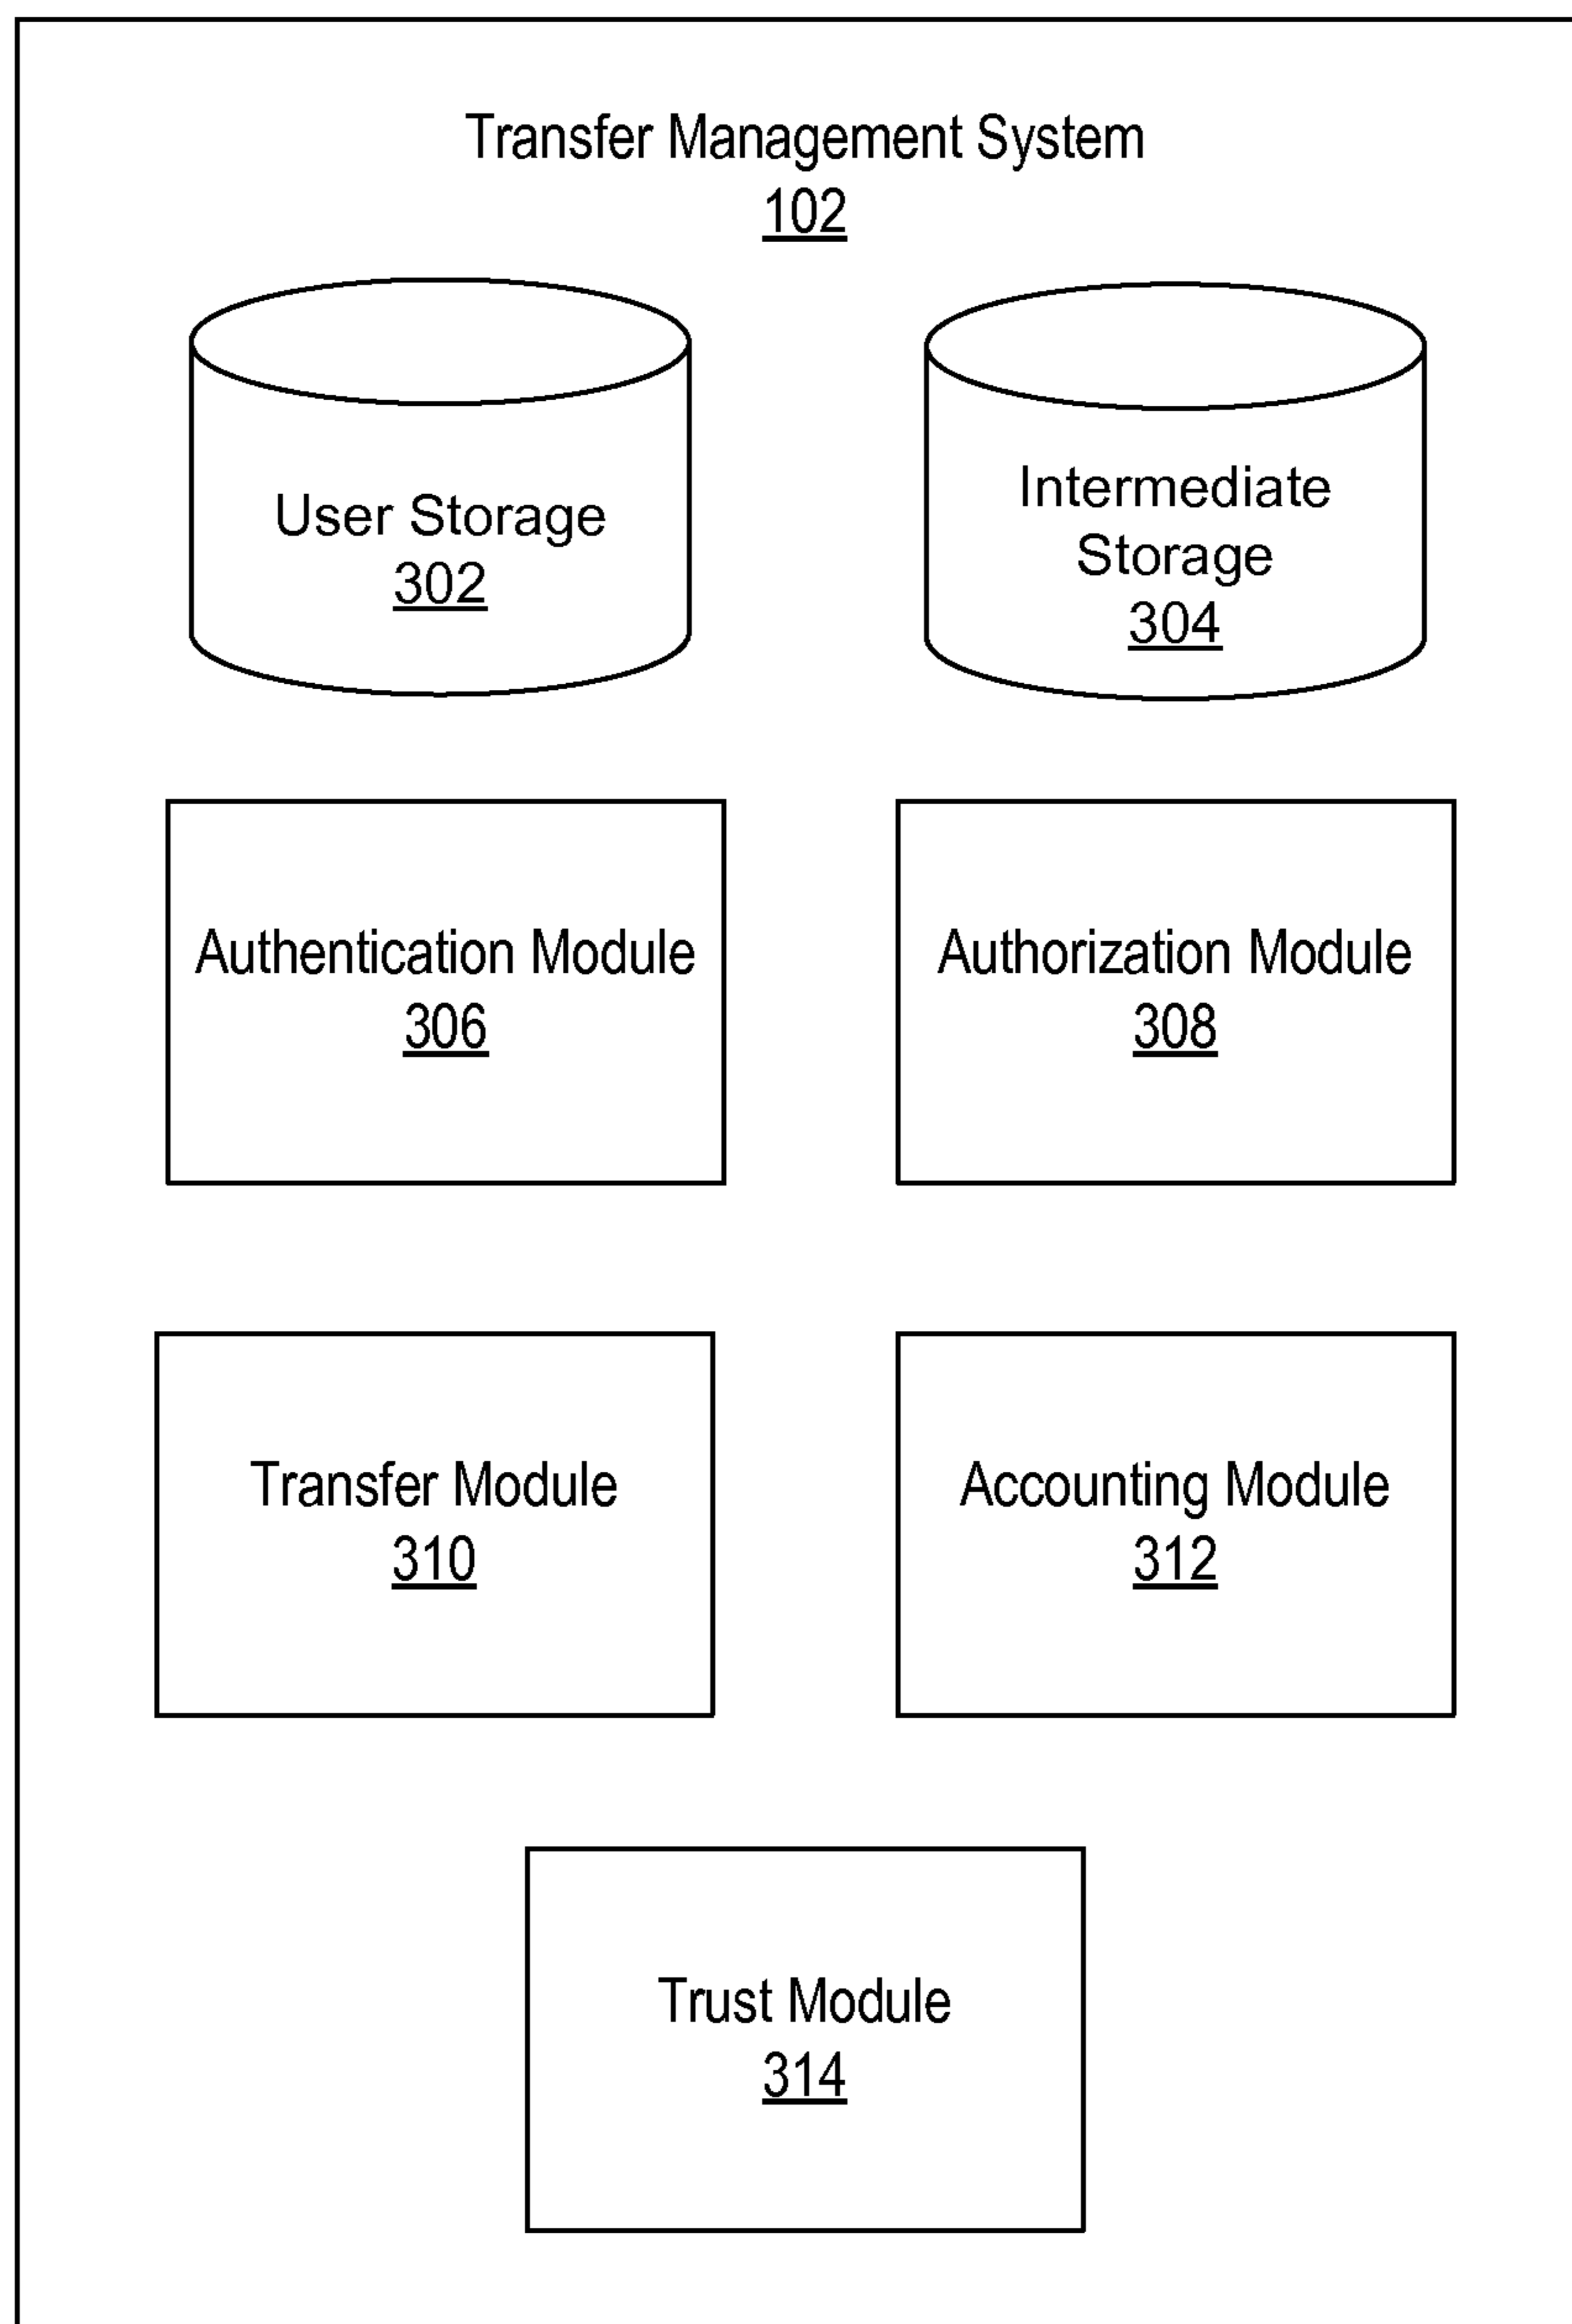 Transfer Management System
102
User Storage
302
Intermediate
Storage
304
Authentication Module
306
Authorization Module
308
Transfer Module
310
Accounting Module
312
Trust Module
314